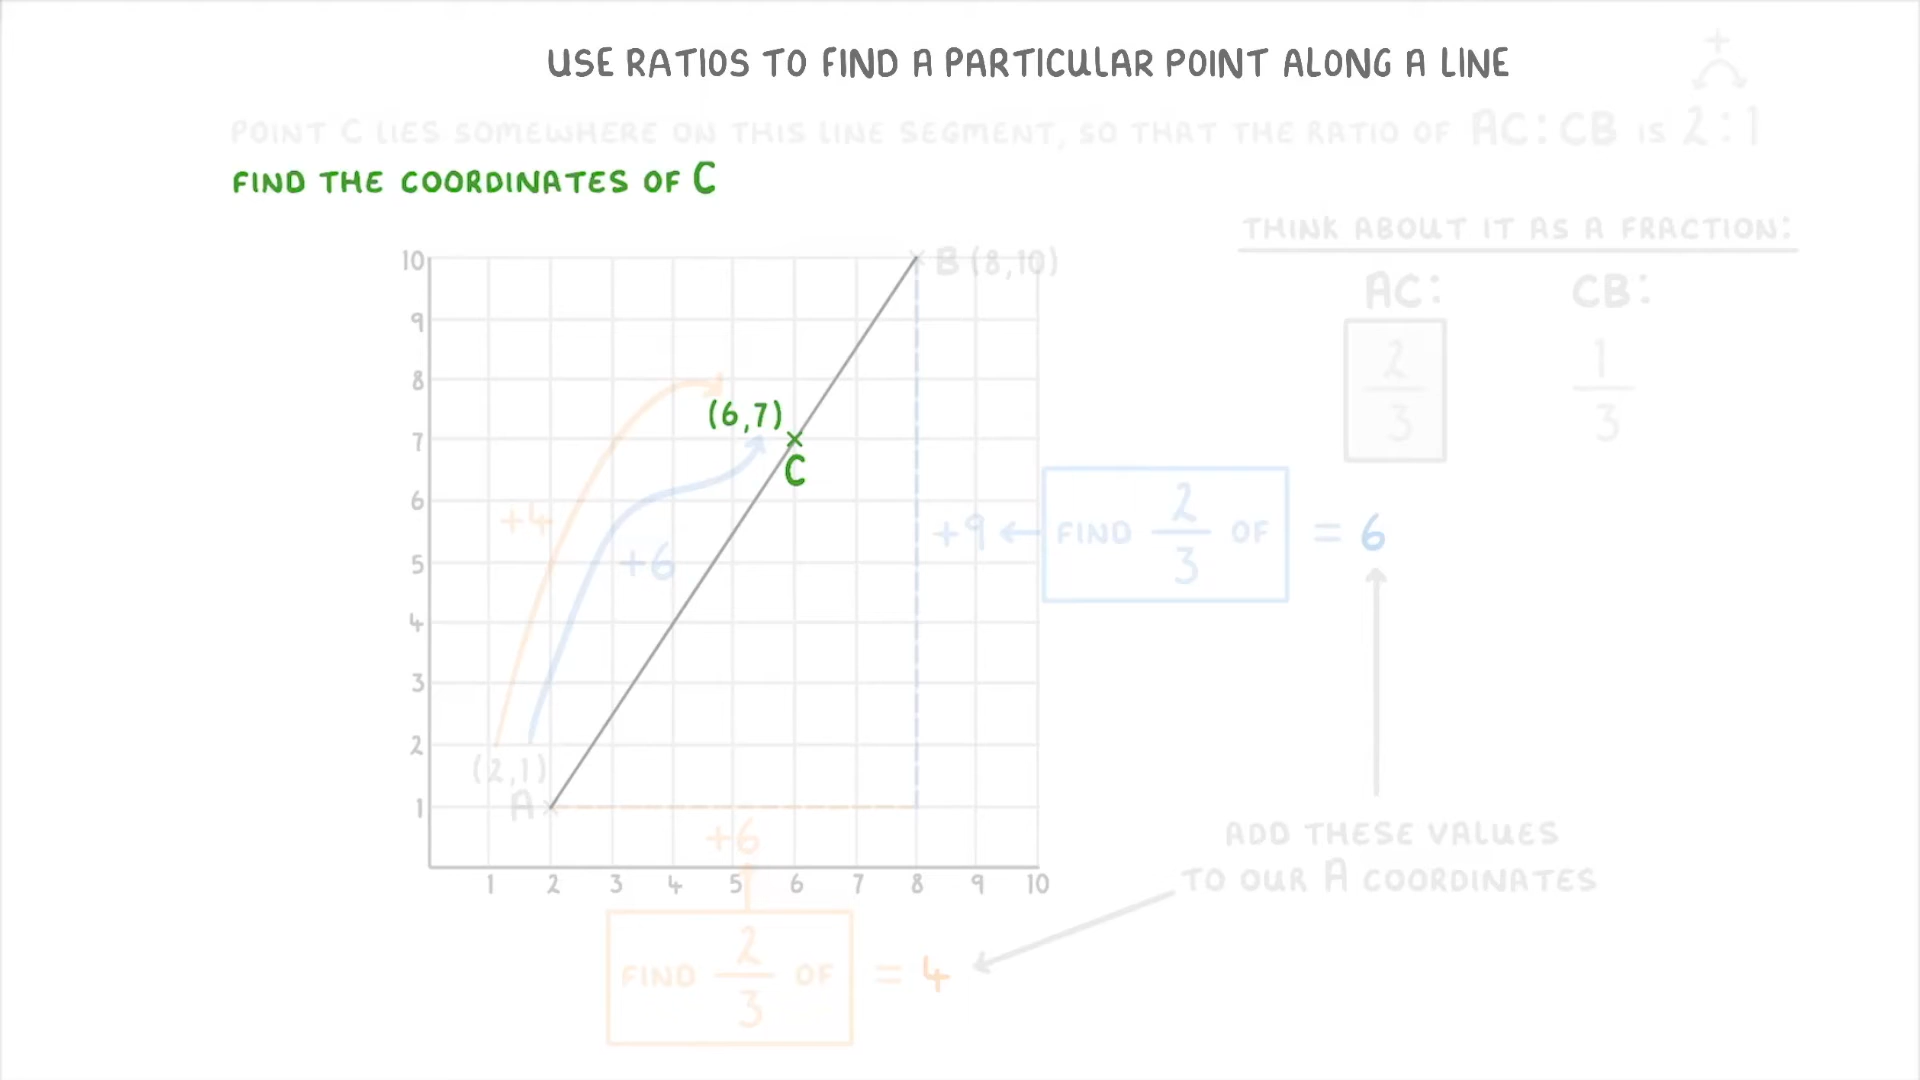 USE RATIOS TO FIND A PARTICULAR POINT ALONG A LINE
+
POINT C LIES SOMEWHERE ON THIS LINE SEGMENT, SO THAT THE RATIO OF AC:CB IS 2:1
FIND THE COORDINATES OF C
THINK ABOUT IT AS A FRACTION:
AC: CB:
2/3 1/3
10
9
8
7
6
5
4
3
2
1
B (8,10)
(6,7)
C
+4
+6
(2,1)
A
+9 ← FIND 2/3 OF = 6
+6
1 2 3 4 5 6 7 8 9 10
ADD THESE VALUES
TO OUR A COORDINATES
FIND 2/3 OF = 4